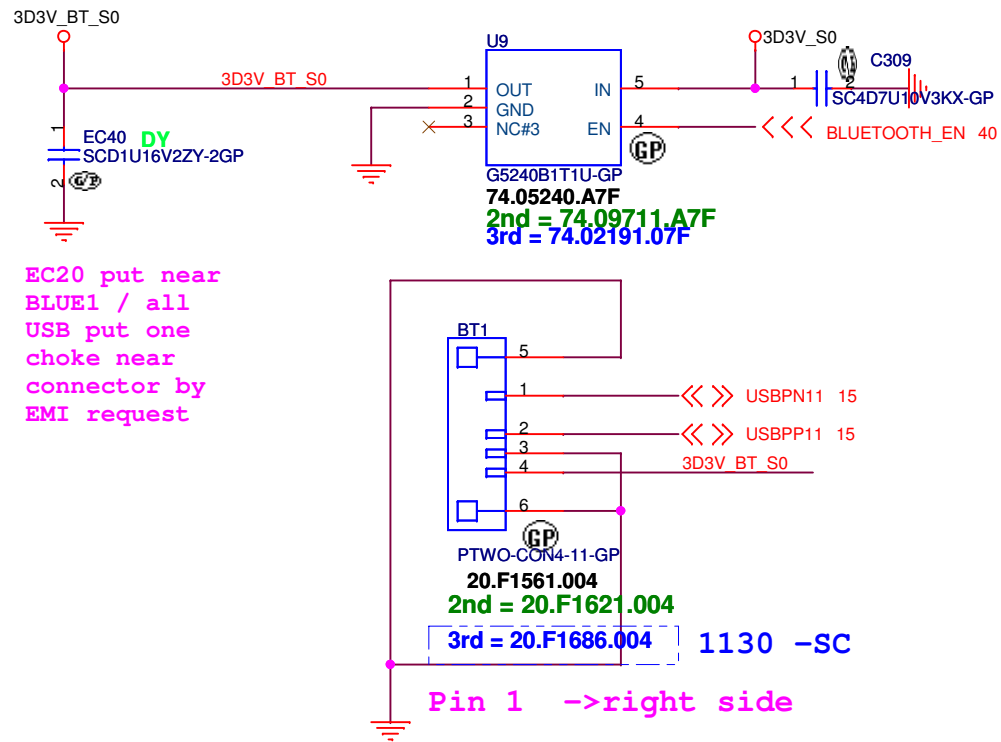 3D3V_BT_S0
3D3V_BT_S0
1
2
EC40
DY
SCD1U16V2ZY-2GP
U9
1
2
3
OUT
GND
NC#3
IN
EN
5
4
GP
G5240B1T1U-GP
74.05240.A7F
2nd = 74.09711.A7F
3rd = 74.02191.07F
3D3V_S0
C309
1
2
SC4D7U10V3KX-GP
BLUETOOTH_EN 40
EC20 put near
BLUE1 / all
USB put one
choke near
connector by
EMI request
BT1
5
1
USBPN11 15
2
USBPP11 15
3
4
3D3V_BT_S0
6
GP
PTWO-CON4-11-GP
20.F1561.004
2nd = 20.F1621.004
3rd = 20.F1686.004
1130 -SC
Pin 1 ->right side